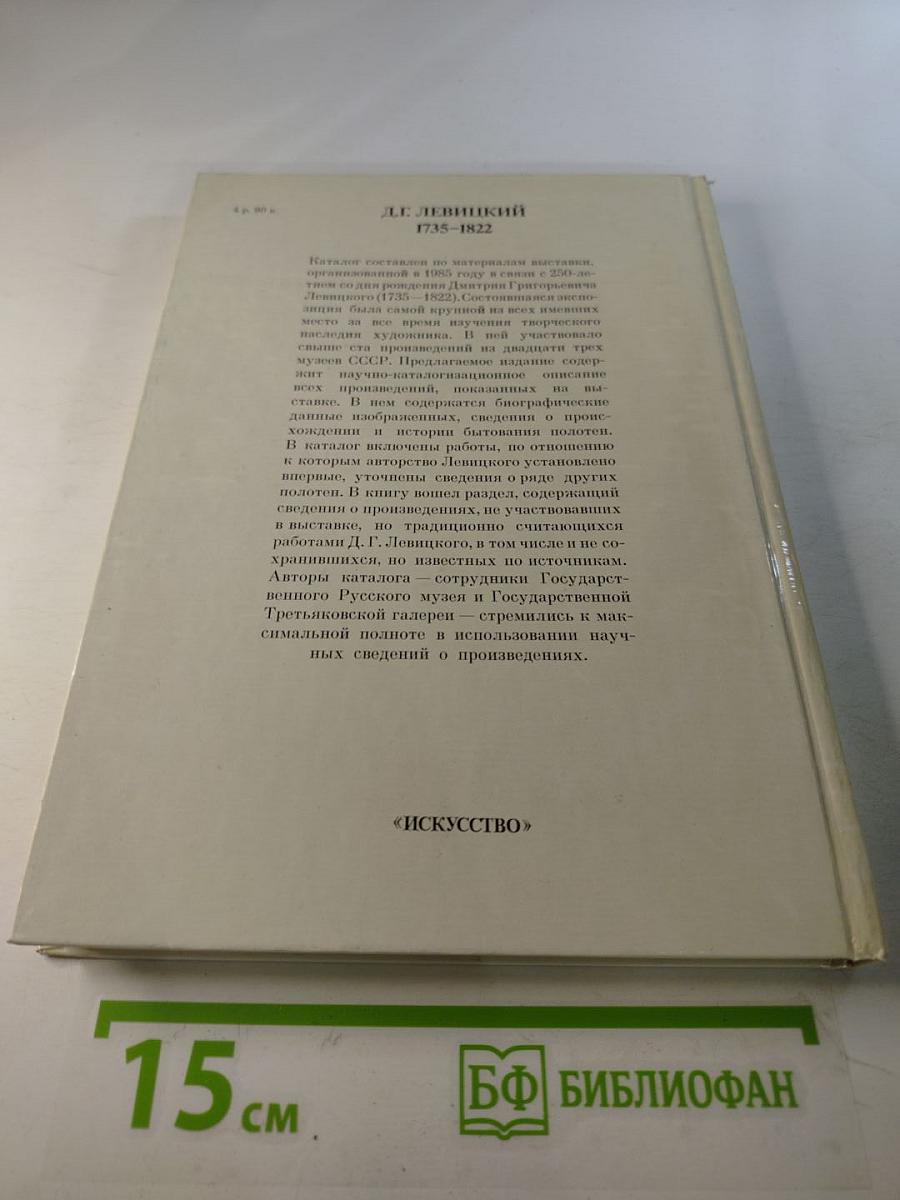 4 р. 90 к.
Д.Г. ЛЕВИЦКИЙ
1735–1822
Каталог составлен по материалам выставки,
организованной в 1985 году в связи с 250-ле-
тием со дня рождения Дмитрия Григорьевича
Левицкого (1735—1822). Состоявшаяся экспо-
зиция была самой крупной из всех имевших
место за все время изучения творческого
наследия художника. В ней участвовало
свыше ста произведений из двадцати трех
музеев СССР. Предлагаемое издание содер-
жит научно-каталогизационное описание
всех произведений, показанных на вы-
ставке. В нем содержатся биографические
данные изображенных, сведения о проис-
хождении и истории бытования полотен.
В каталог включены работы, по отношению
к которым авторство Левицкого установлено
впервые, уточнены сведения о ряде других
полотен. В книгу вошел раздел, содержащий
сведения о произведениях, не участвовавших
в выставке, но традиционно считающихся
работами Д. Г. Левицкого, в том числе и не со-
хранившихся, но известных по источникам.
Авторы каталога — сотрудники Государст-
венного Русского музея и Государственной
Третьяковской галереи — стремились к мак-
симальной полноте в использовании науч-
ных сведений о произведениях.
«ИСКУССТВО»
15 см
БФ БИБЛИОФАН